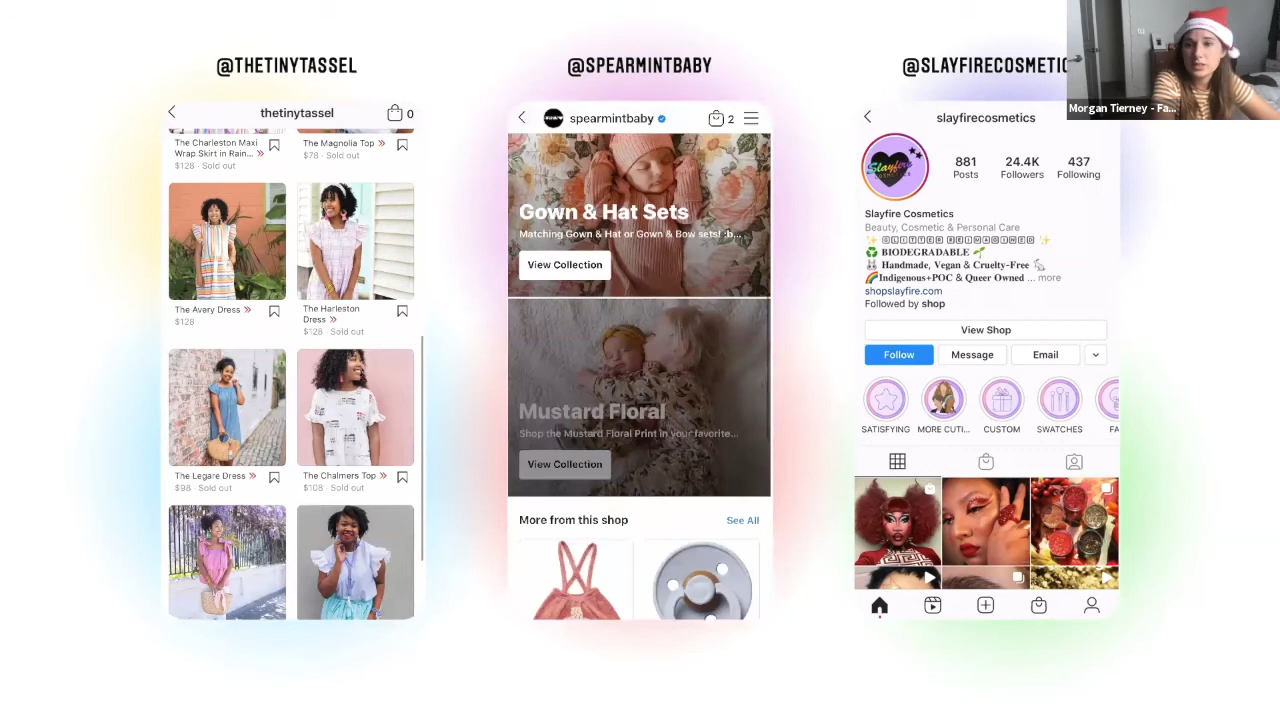 @THETINYTASSEL
thetinytassel
0
The Charleston Maxi
Wrap Skirt in Rain... »
$128 · Sold out
The Magnolia Top »
$78 · Sold out
The Avery Dress »
$128
The Harleston
Dress »
$128 · Sold out
The Legare Dress »
$98 · Sold out
The Chalmers Top »
$108 · Sold out
@SPEARMINTBABY
spearmintbaby
2
Gown & Hat Sets
Matching Gown & Hat or Gown & Bow sets! :b...
View Collection
Mustard Floral
Shop the Mustard Floral Print in your favorite...
View Collection
More from this shop
See All
@SLAYFIRECOSMETIC
slayfirecosmetics
Slayfire
COSMETICS
881
Posts
24.4K
Followers
437
Following
Slayfire Cosmetics
Beauty, Cosmetic & Personal Care
✨ 🄶🄻🄸🅃🅃🄴🅁 🅁🄴🄸🄼🄰🄶🄸🄽🄴🄳 ✨
♻️ BIODEGRADABLE 🌱
🐰 Handmade, Vegan & Cruelty-Free 🐇
🌈Indigenous+POC & Queer Owned ... more
shopslayfire.com
Followed by shop
View Shop
Follow
Message
Email
SATISFYING
MORE CUTI...
CUSTOM
SWATCHES
FA
Morgan Tierney - Fa...